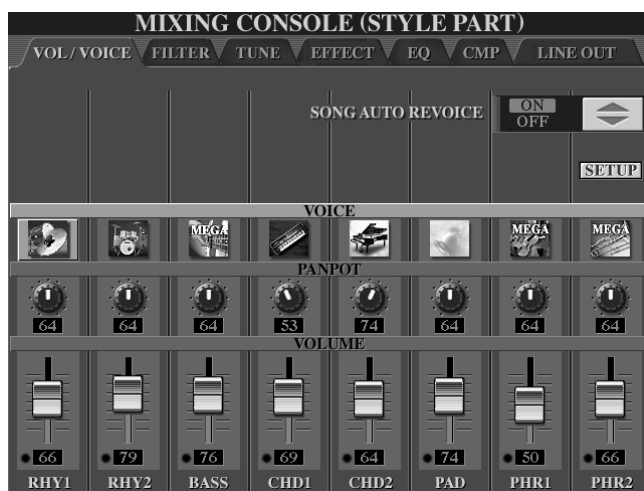 MIXING CONSOLE (STYLE PART)
VOL / VOICE FILTER TUNE EFFECT EQ CMP LINE OUT
SONG AUTO REVOICE ON
OFF
SETUP
VOICE
MEGA MEGA MEGA
PANPOT
64 64 64 53 74 64 64 64
VOLUME
66 79 76 69 64 74 50 66
RHY1 RHY2 BASS CHD1 CHD2 PAD PHR1 PHR2